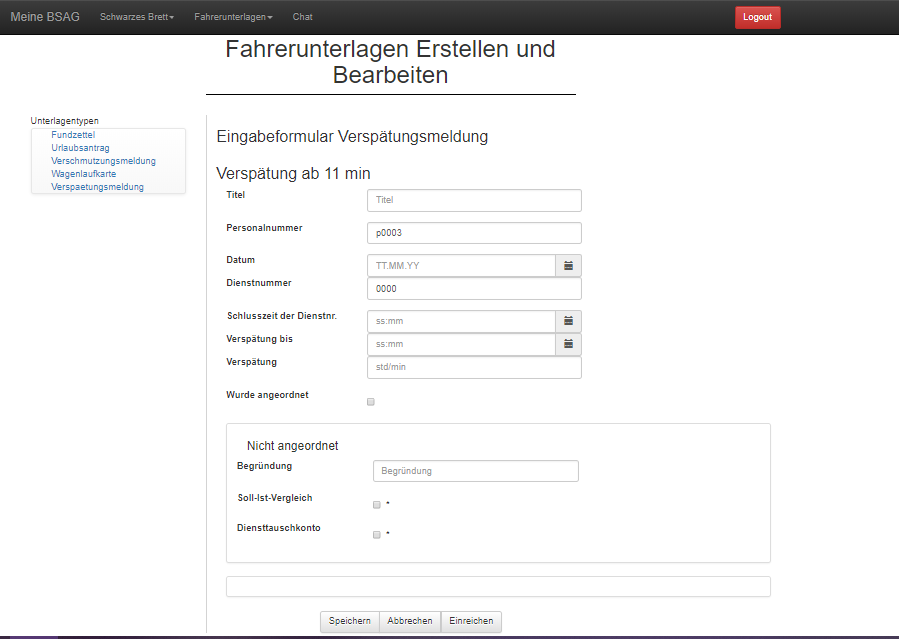 Meine BSAG Schwarzes Brett Fahrerunterlagen Chat Logout
Fahrerunterlagen Erstellen und
Bearbeiten
Unterlagentypen
Fundzettel
Urlaubsantrag
Verschmutzungsmeldung
Wagenlaufkarte
Verspaetungsmeldung
Eingabeformular Verspätungsmeldung
Verspätung ab 11 min
Titel Titel
Personalnummer p0003
Datum TT.MM.YY
Dienstnummer 0000
Schlusszeit der Dienstnr. ss:mm
Verspätung bis ss:mm
Verspätung std/min
Wurde angeordnet
Nicht angeordnet
Begründung Begründung
Soll-Ist-Vergleich *
Diensttauschkonto *
Speichern Abbrechen Einreichen